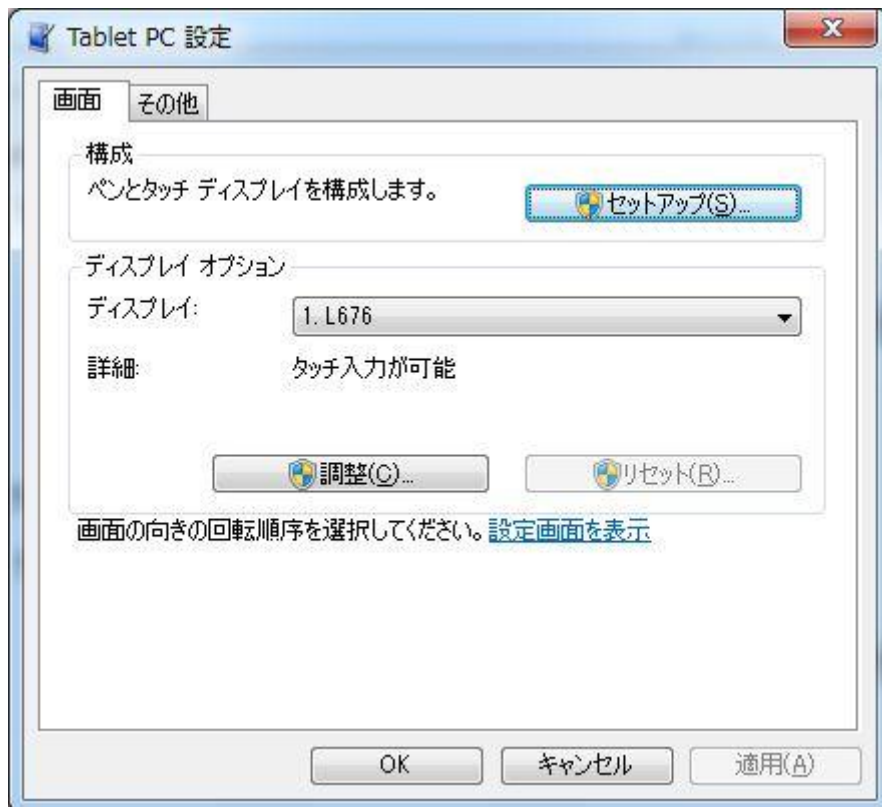 Tablet PC 設定
画面 その他
構成
ペンとタッチ ディスプレイを構成します。 セットアップ(S)...
ディスプレイ オプション
ディスプレイ: 1. L676
詳細: タッチ入力が可能
調整(C)... リセット(R)...
画面の向きの回転順序を選択してください。設定画面を表示
OK キャンセル 適用(A)